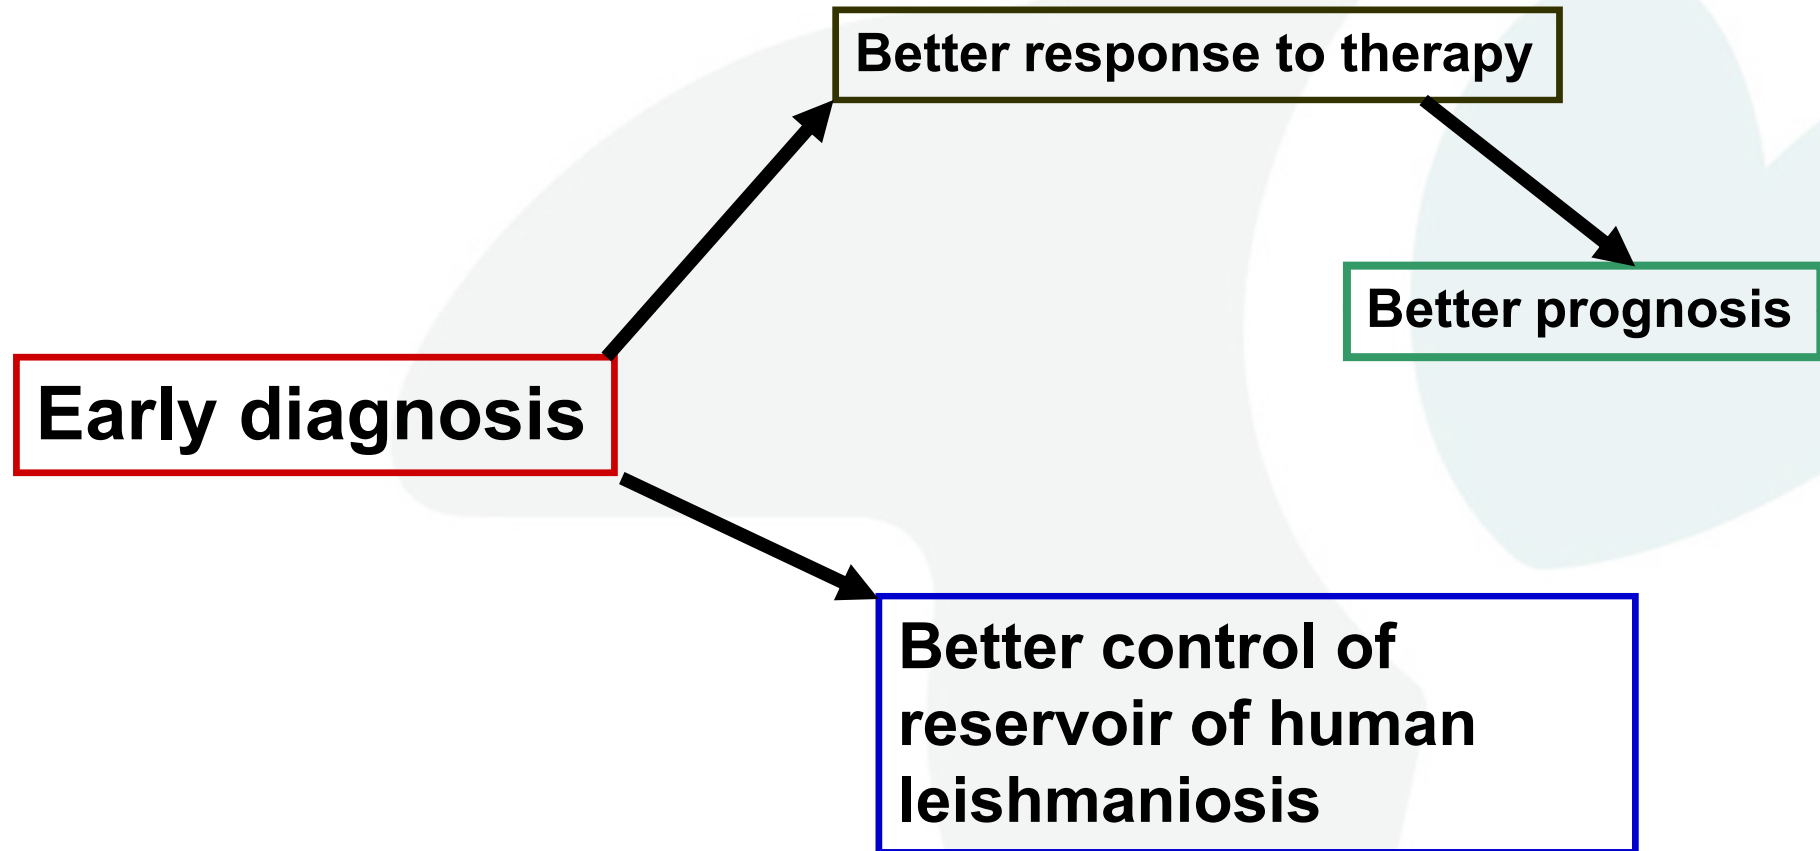 Better response to therapy
Better prognosis
Early diagnosis
Better control of
reservoir of human
leishmaniosis